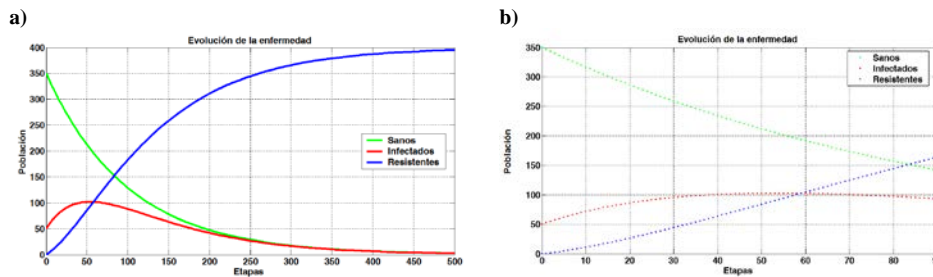 a)
Evolución de la enfermedad
400
350
300
250
200
150
100
50
0
Población
Sanos
Infectados
Resistentes
0 50 100 150 200 250 300 350 400 450 500
Etapas
b)
Evolución de la enfermedad
350
300
250
200
150
100
50
0
Población
Sanos
Infectados
Resistentes
0 10 20 30 40 50 60 70 80
Etapas